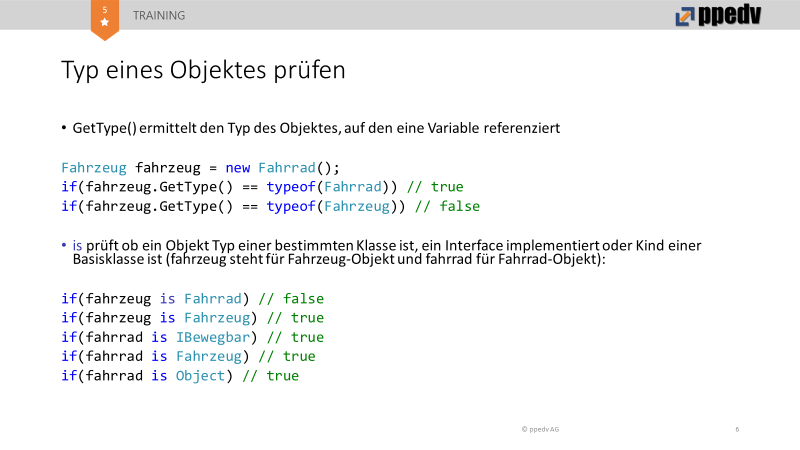 5
TRAINING
ppedv
Typ eines Objektes prüfen
• GetType() ermittelt den Typ des Objektes, auf den eine Variable referenziert
Fahrzeug fahrzeug = new Fahrrad();
if(fahrzeug.GetType() == typeof(Fahrrad)) // true
if(fahrzeug.GetType() == typeof(Fahrzeug)) // false
• is prüft ob ein Objekt Typ einer bestimmten Klasse ist, ein Interface implementiert oder Kind einer
Basisklasse ist (fahrzeug steht für Fahrzeug-Objekt und fahrrad für Fahrrad-Objekt):
if(fahrzeug is Fahrrad) // false
if(fahrzeug is Fahrzeug) // true
if(fahrrad is IBewegbar) // true
if(fahrrad is Fahrzeug) // true
if(fahrrad is Object) // true
© ppedv AG
6